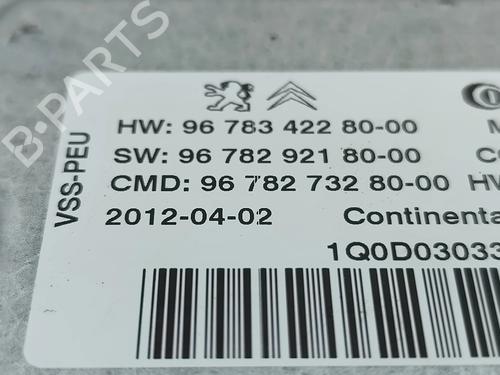 B-PARTS
VSS-PEU
HW: 96 783 422 80-00
SW: 96 782 921 80-00
CMD: 96 782 732 80-00 HW
2012-04-02 Continenta
1Q0D03033